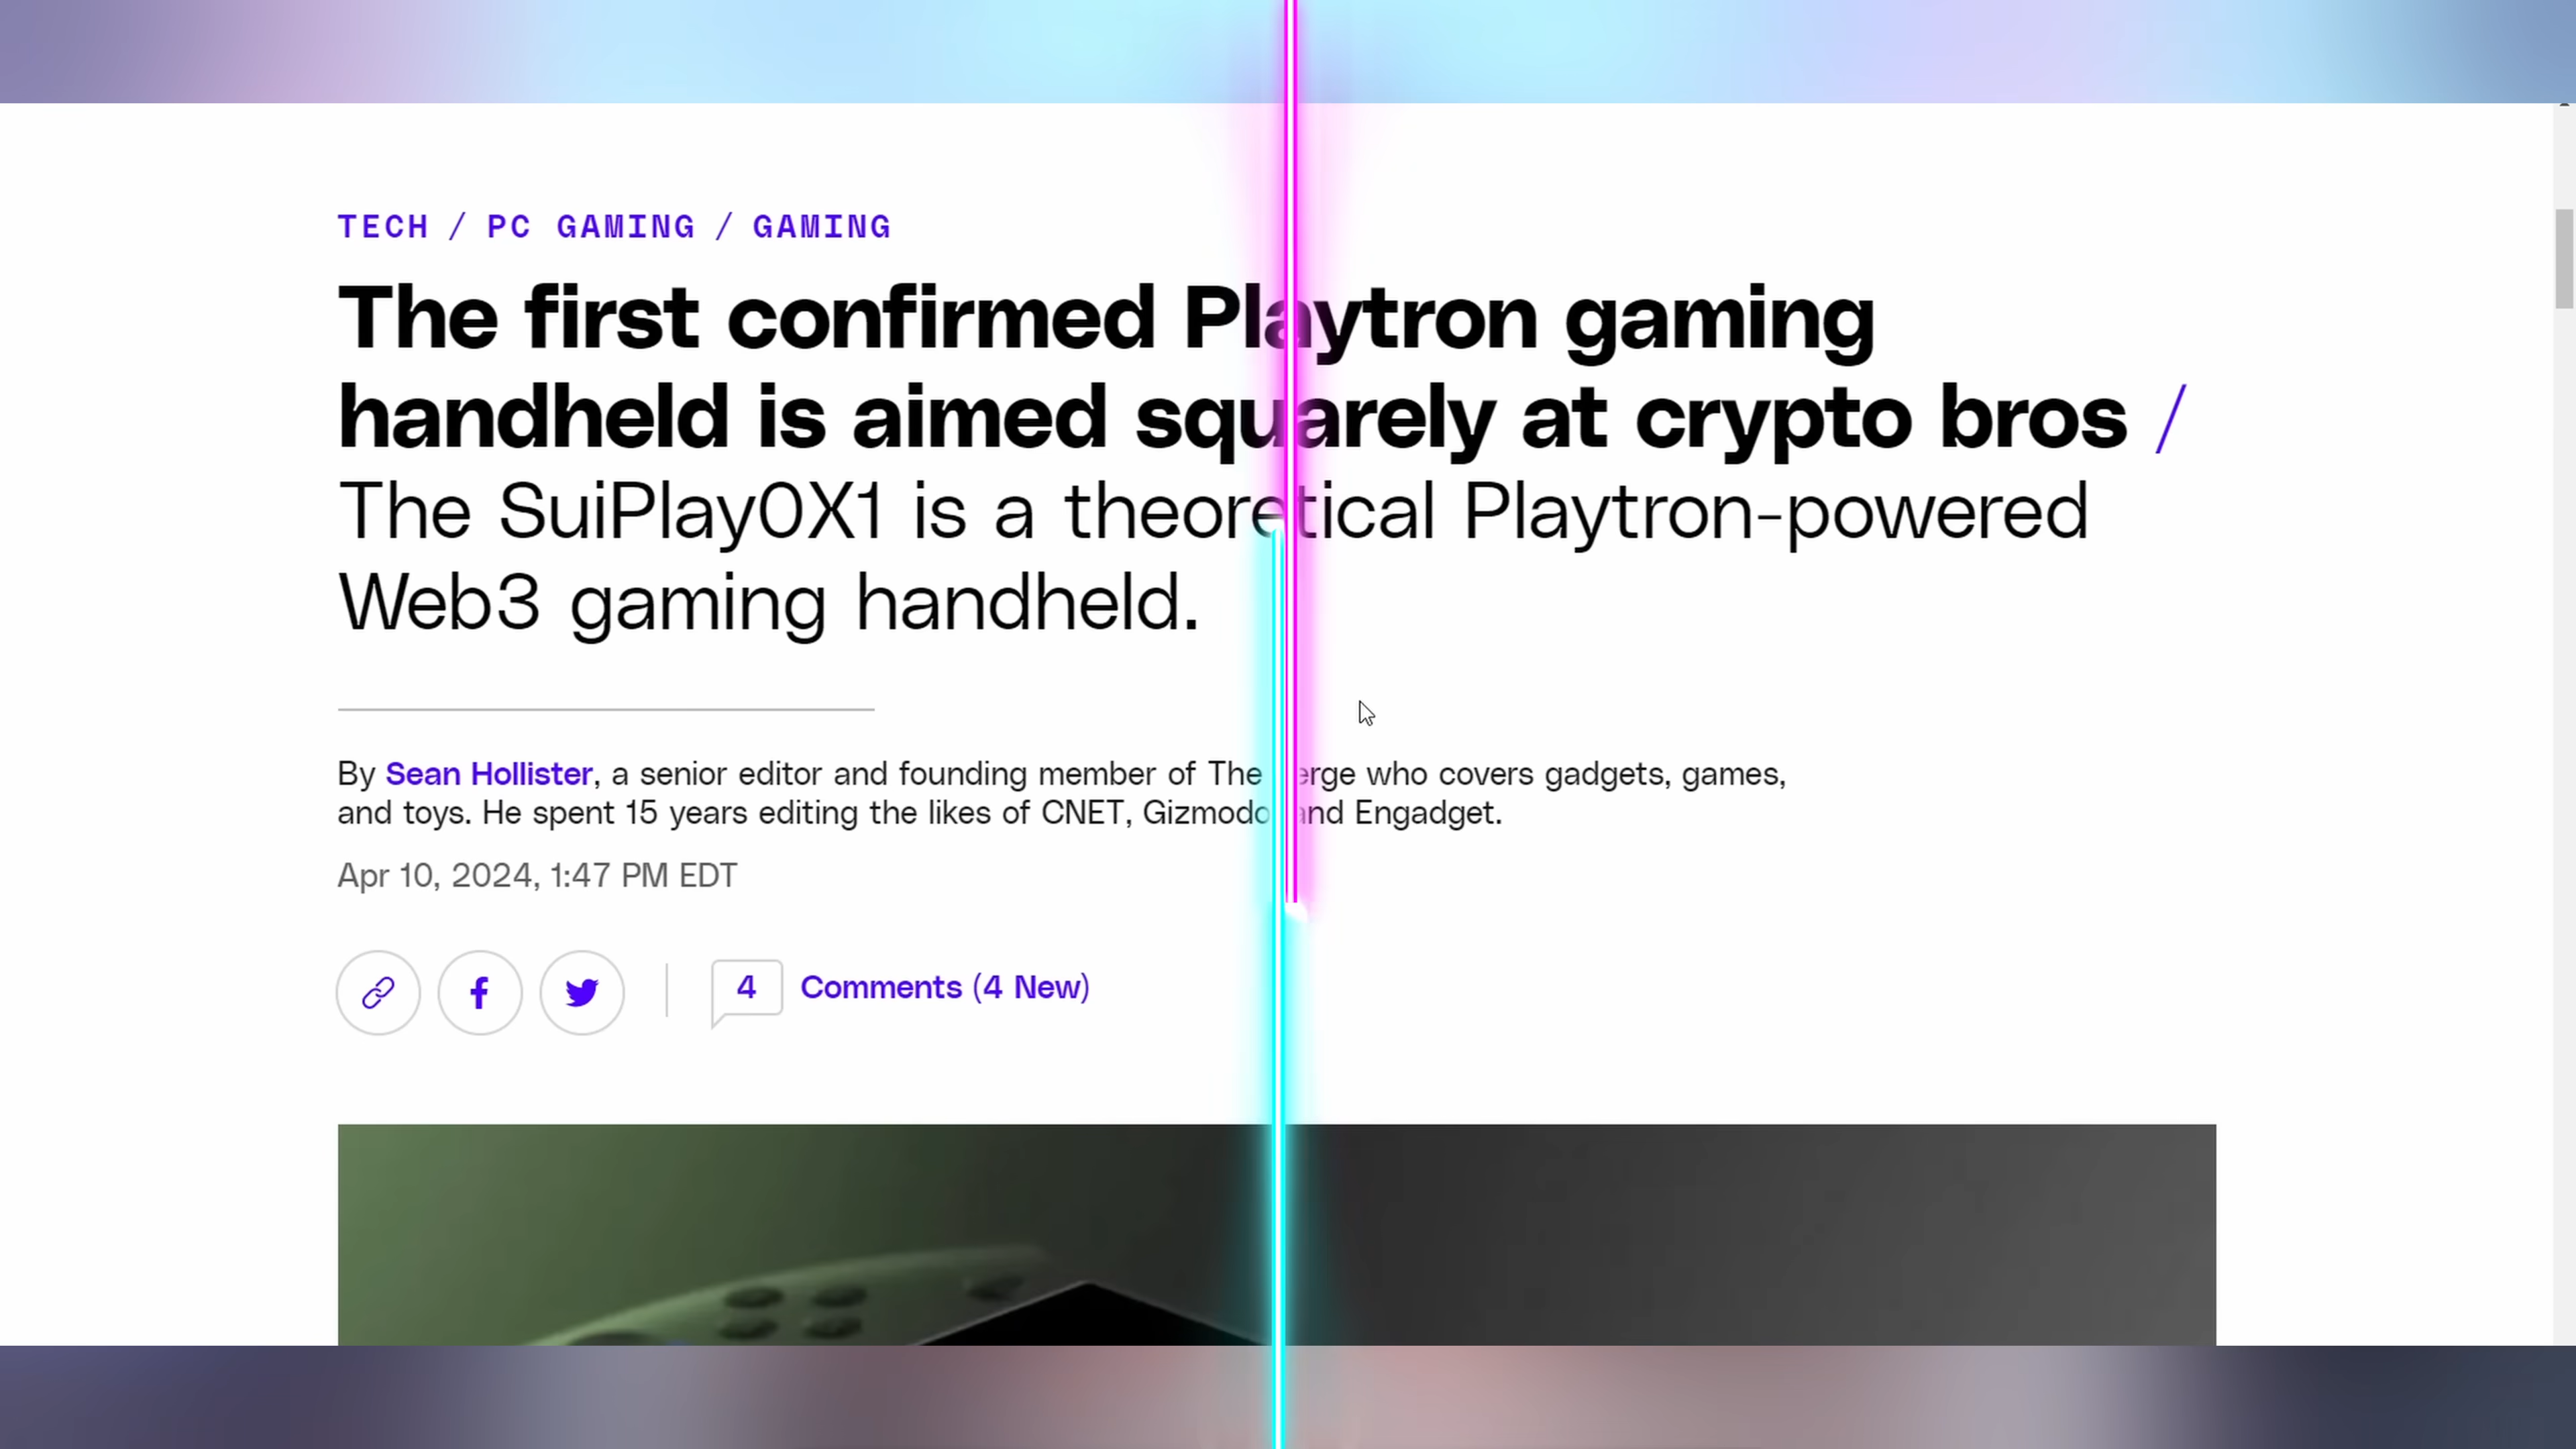 TECH / PC GAMING / GAMING
The first confirmed Playtron gaming
handheld is aimed squarely at crypto bros /
The SuiPlay0X1 is a theoretical Playtron-powered
Web3 gaming handheld.
By Sean Hollister, a senior editor and founding member of The Verge who covers gadgets, games,
and toys. He spent 15 years editing the likes of CNET, Gizmodo, and Engadget.
Apr 10, 2024, 1:47 PM EDT
4 Comments (4 New)